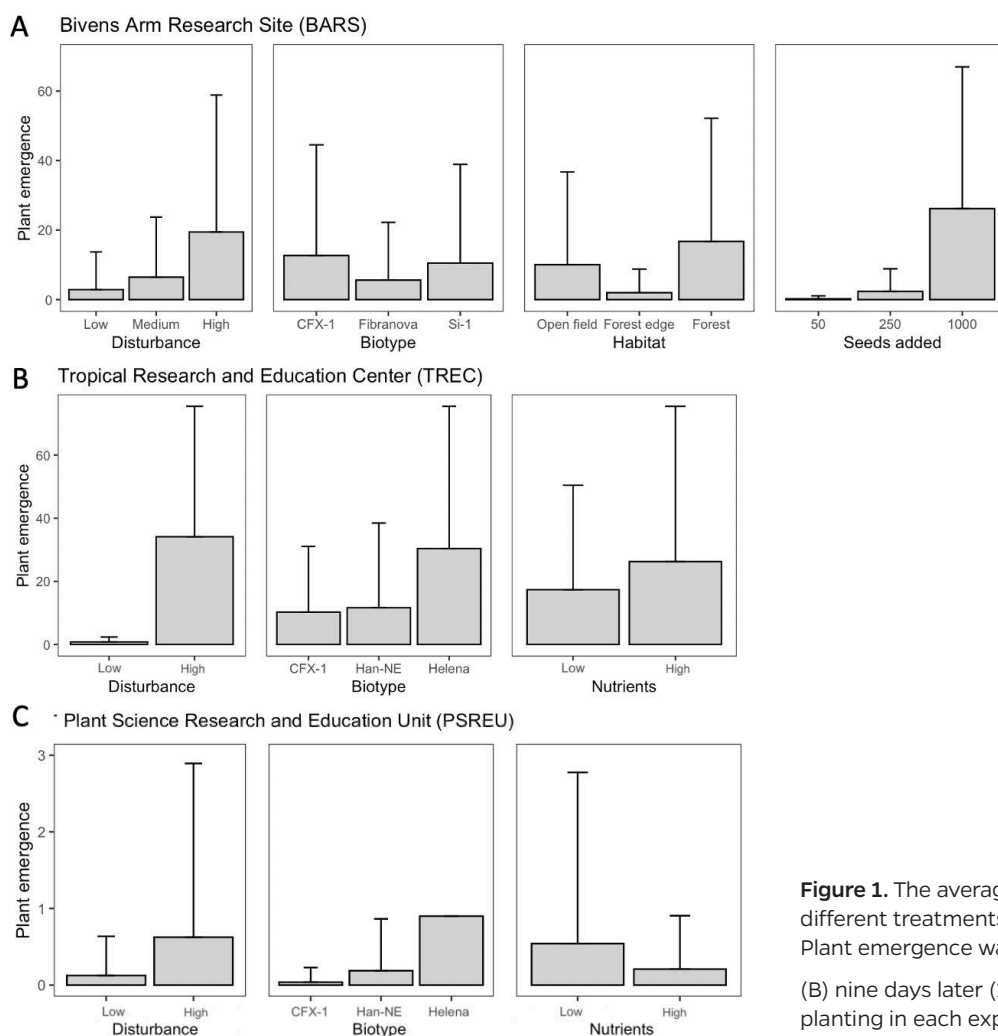 A Bivens Arm Research Site (BARS)
Plant emergence
60
40
20
0
Low Medium High
Disturbance
CFX-1 Fibranova Si-1
Biotype
Open field Forest edge Forest
Habitat
50 250 1000
Seeds added
B Tropical Research and Education Center (TREC)
Plant emergence
60
40
20
0
Low High
Disturbance
CFX-1 Han-NE Helena
Biotype
Low High
Nutrients
C Plant Science Research and Education Unit (PSREU)
Plant emergence
3
2
1
0
Low High
Disturbance
CFX-1 Han-NE Helena
Biotype
Low High
Nutrients
Figure 1. The averag
different treatments
Plant emergence wa
(B) nine days later (
planting in each exp